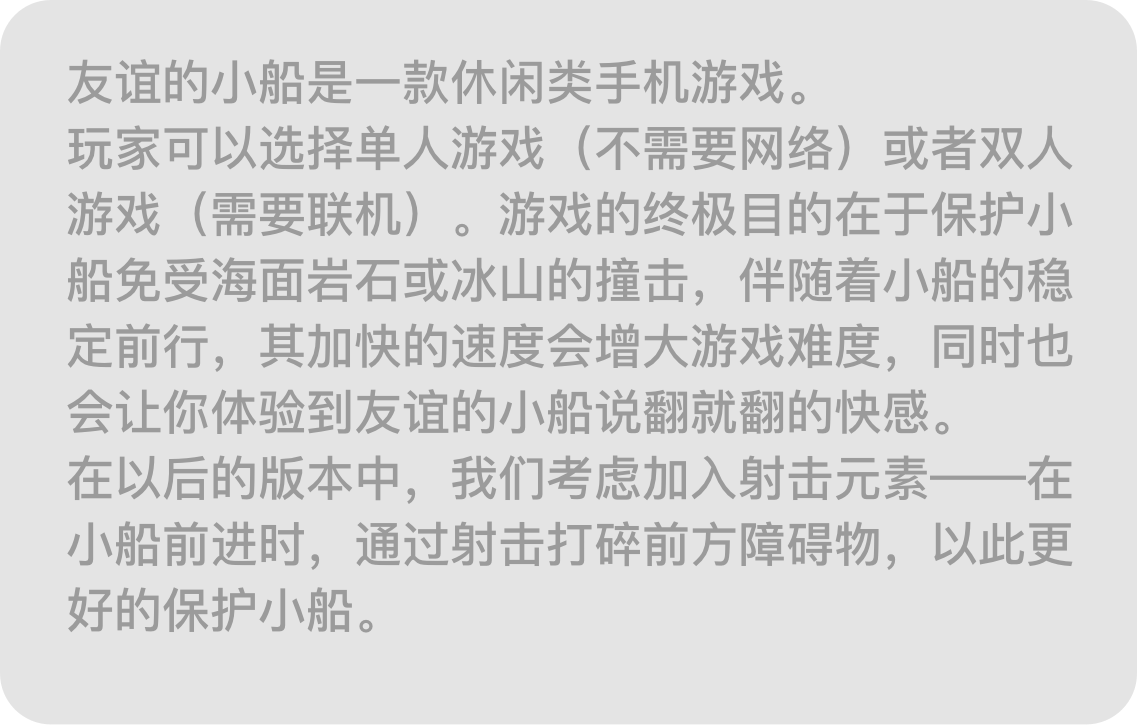 友谊的小船是一款休闲类手机游戏。
玩家可以选择单人游戏（不需要网络）或者双人
游戏（需要联机）。游戏的终极目的在于保护小
船免受海面岩石或冰山的撞击，伴随着小船的稳
定前行，其加快的速度会增大游戏难度，同时也
会让你体验到友谊的小船说翻就翻的快感。
在以后的版本中，我们考虑加入射击元素——在
小船前进时，通过射击打碎前方障碍物，以此更
好的保护小船。